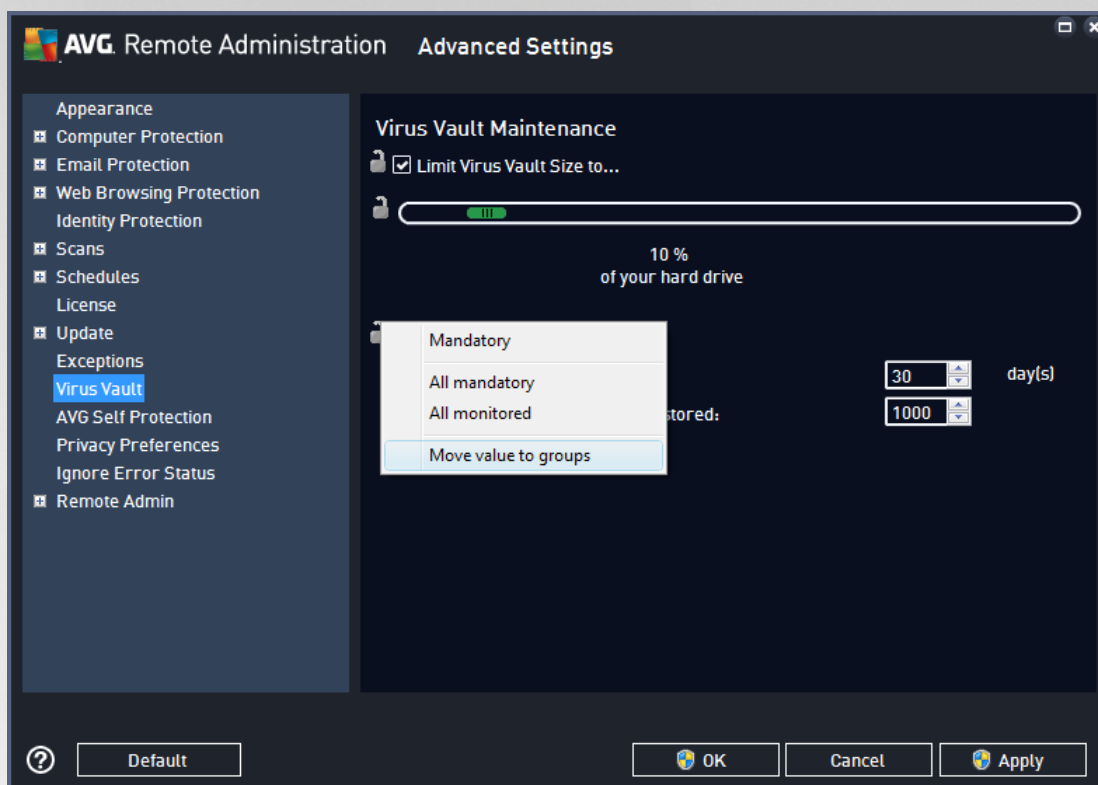 AVG. Remote Administration Advanced Settings
Appearance
Computer Protection
Email Protection
Web Browsing Protection
Identity Protection
Scans
Schedules
License
Update
Exceptions
Virus Vault
AVG Self Protection
Privacy Preferences
Ignore Error Status
Remote Admin
Virus Vault Maintenance
Limit Virus Vault Size to...
10 %
of your hard drive
Mandatory
All mandatory
All monitored
Move value to groups
30 day(s)
stored: 1000
Default
OK
Cancel
Apply